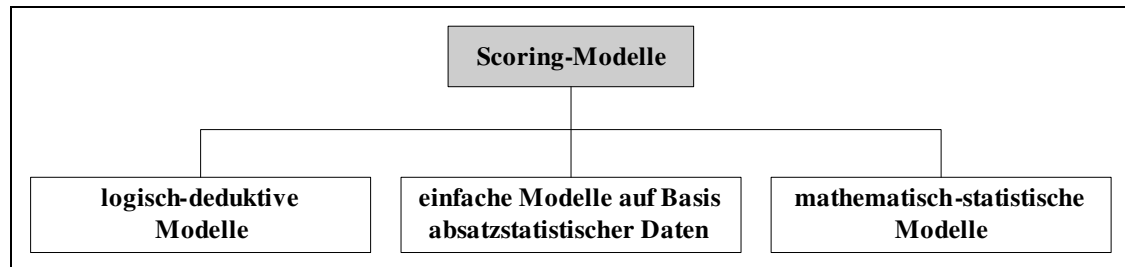 Scoring-Modelle
logisch-deduktive
Modelle
einfache Modelle auf Basis
absatzstatistischer Daten
mathematisch-statistische
Modelle